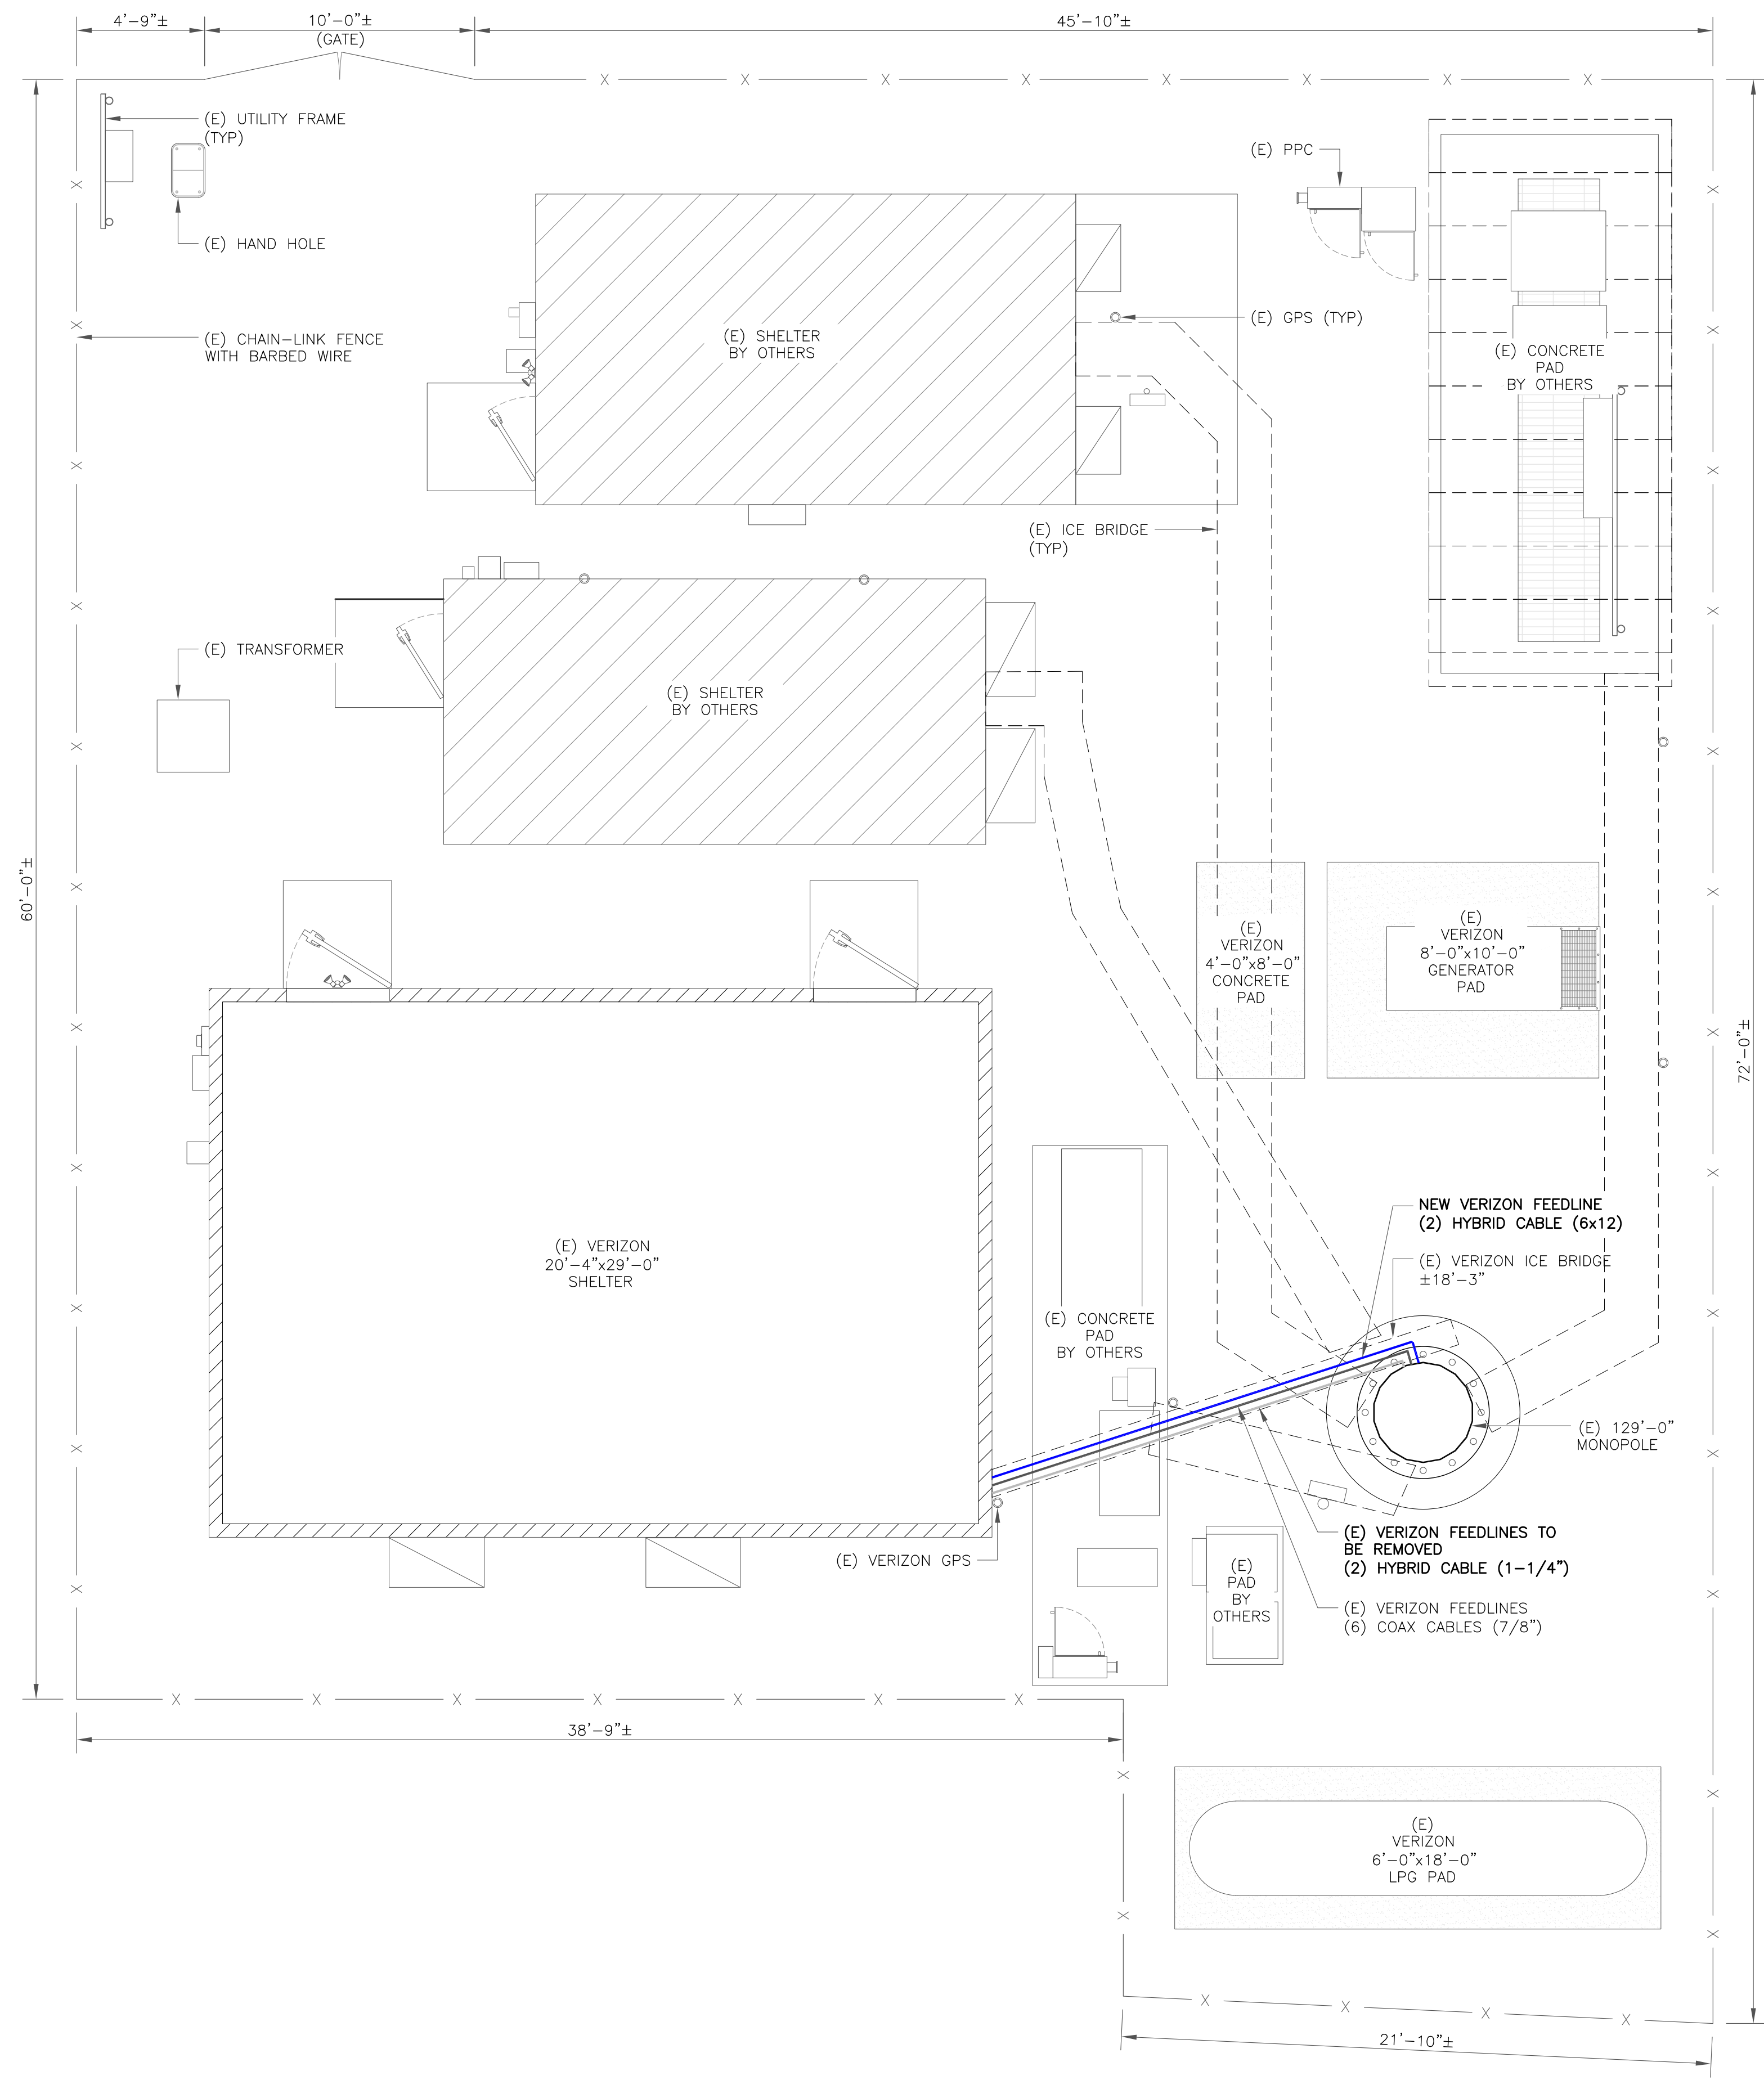 4'-9"±
10'-0"±
(GATE)
45'-10"±
(E) UTILITY FRAME
(TYP)
(E) HAND HOLE
(E) PPC
(E) GPS (TYP)
(E) CHAIN-LINK FENCE
WITH BARBED WIRE
(E) SHELTER
BY OTHERS
(E) CONCRETE
PAD
BY OTHERS
(E) ICE BRIDGE
(TYP)
(E) TRANSFORMER
(E) SHELTER
BY OTHERS
60'-0"±
72'-0"±
(E)
VERIZON
4'-0"x8'-0"
CONCRETE
PAD
(E)
VERIZON
8'-0"x10'-0"
GENERATOR
PAD
NEW VERIZON FEEDLINE
(2) HYBRID CABLE (6x12)
(E) VERIZON ICE BRIDGE
±18'-3"
(E) VERIZON
20'-4"x29'-0"
SHELTER
(E) CONCRETE
PAD
BY OTHERS
(E) 129'-0"
MONOPOLE
(E) VERIZON GPS
(E)
PAD
BY
OTHERS
(E) VERIZON FEEDLINES TO
BE REMOVED
(2) HYBRID CABLE (1-1/4")
(E) VERIZON FEEDLINES
(6) COAX CABLES (7/8")
38'-9"±
(E)
VERIZON
6'-0"x18'-0"
LPG PAD
21'-10"±